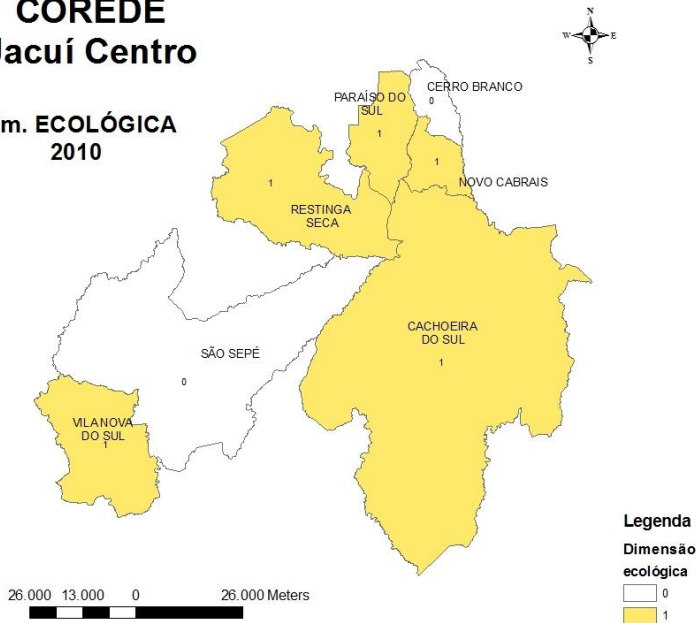 COREDE
Jacuí Centro
m. ECOLÓGICA
2010
N
W E
S
CERRO BRANCO
0
PARAÍSO DO
SUL
1
1
NOVO CABRAIS
1
RESTINGA
SECA
CACHOEIRA
DO SUL
1
SÃO SEPÉ
0
VILA NOVA
DO SUL
1
26.000 13.000 0 26.000 Meters
Legenda
Dimensão
ecológica
0
1